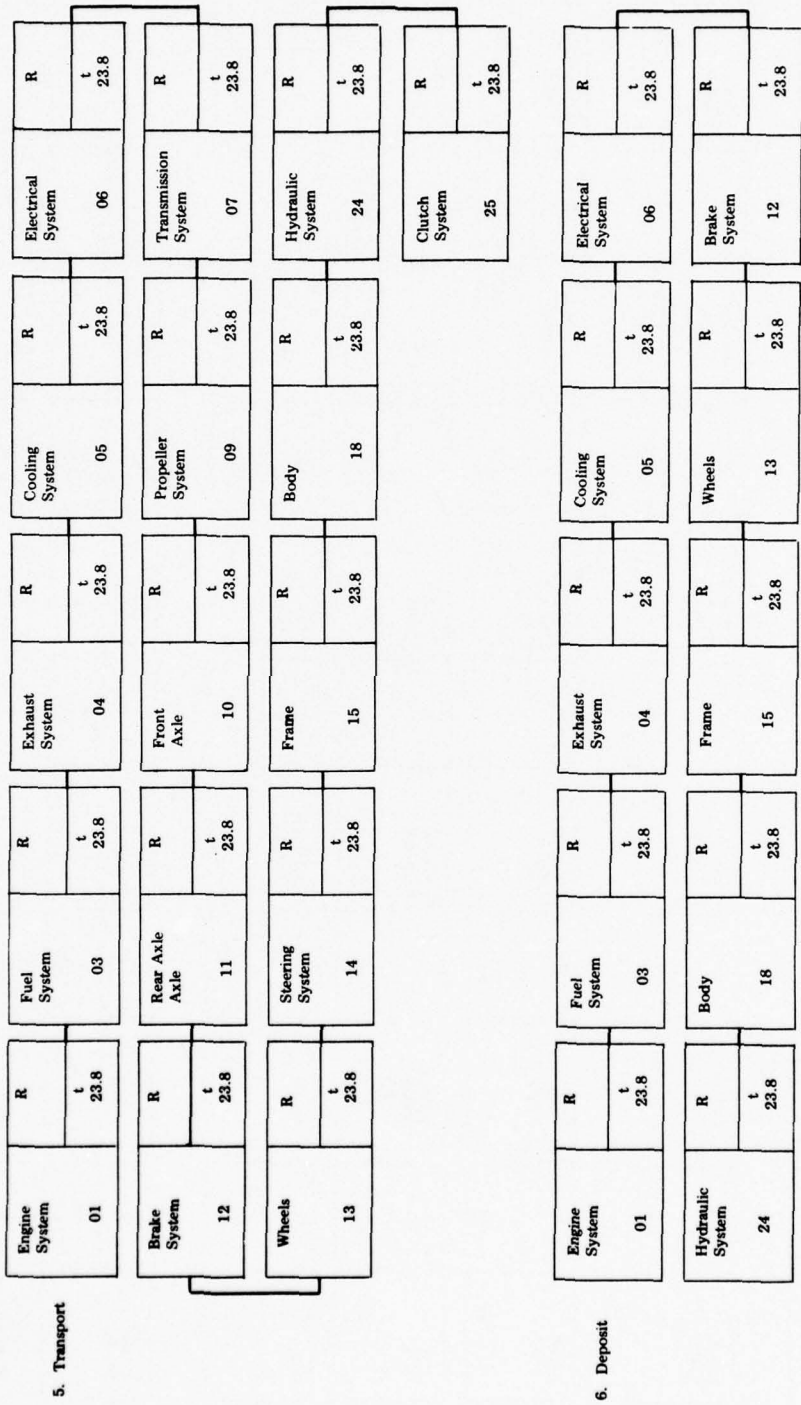 5. Transport
Engine
System
01
R
t
23.8
Fuel
System
03
R
t
23.8
Exhaust
System
04
R
t
23.8
Cooling
System
05
R
t
23.8
Electrical
System
06
R
t
23.8
Brake
System
12
R
t
23.8
Rear Axle
Axle
11
R
t
23.8
Front
Axle
10
R
t
23.8
Propeller
System
09
R
t
23.8
Transmission
System
07
R
t
23.8
Wheels
13
R
t
23.8
Steering
System
14
R
t
23.8
Frame
15
R
t
23.8
Body
18
R
t
23.8
Hydraulic
System
24
R
t
23.8
Clutch
System
25
R
t
23.8
6. Deposit
Engine
System
01
R
t
23.8
Fuel
System
03
R
t
23.8
Exhaust
System
04
R
t
23.8
Cooling
System
05
R
t
23.8
Electrical
System
06
R
t
23.8
Hydraulic
System
24
R
t
23.8
Body
18
R
t
23.8
Frame
15
R
t
23.8
Wheels
13
R
t
23.8
Brake
System
12
R
t
23.8